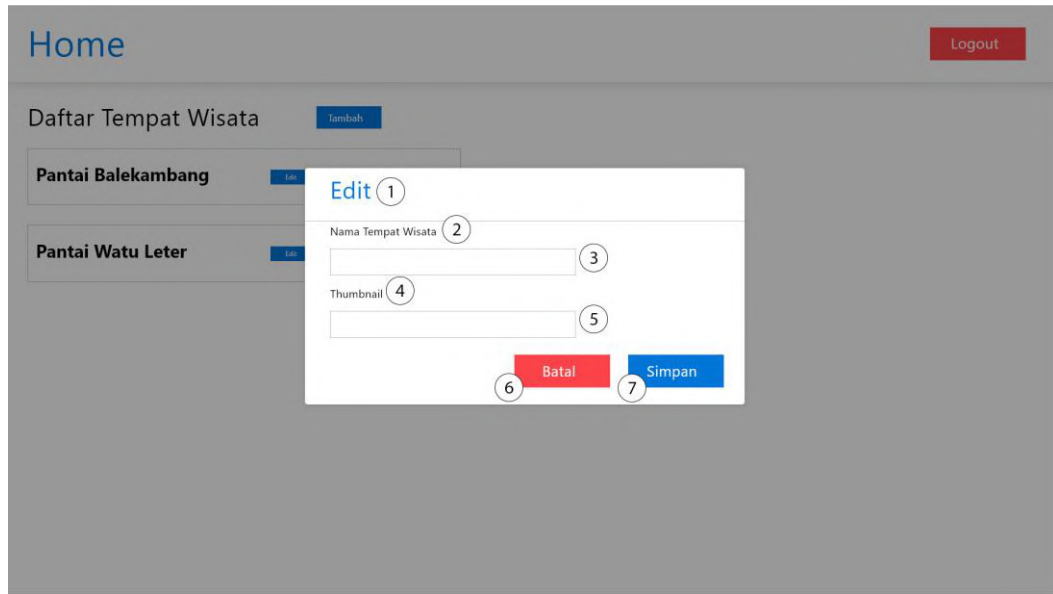 Home
Logout
Daftar Tempat Wisata
Tambah
Pantai Balekambang
Edit
Edit 1
Nama Tempat Wisata 2
3
Pantai Watu Leter
Edit
Thumbnail 4
5
Batal
Simpan
6
7